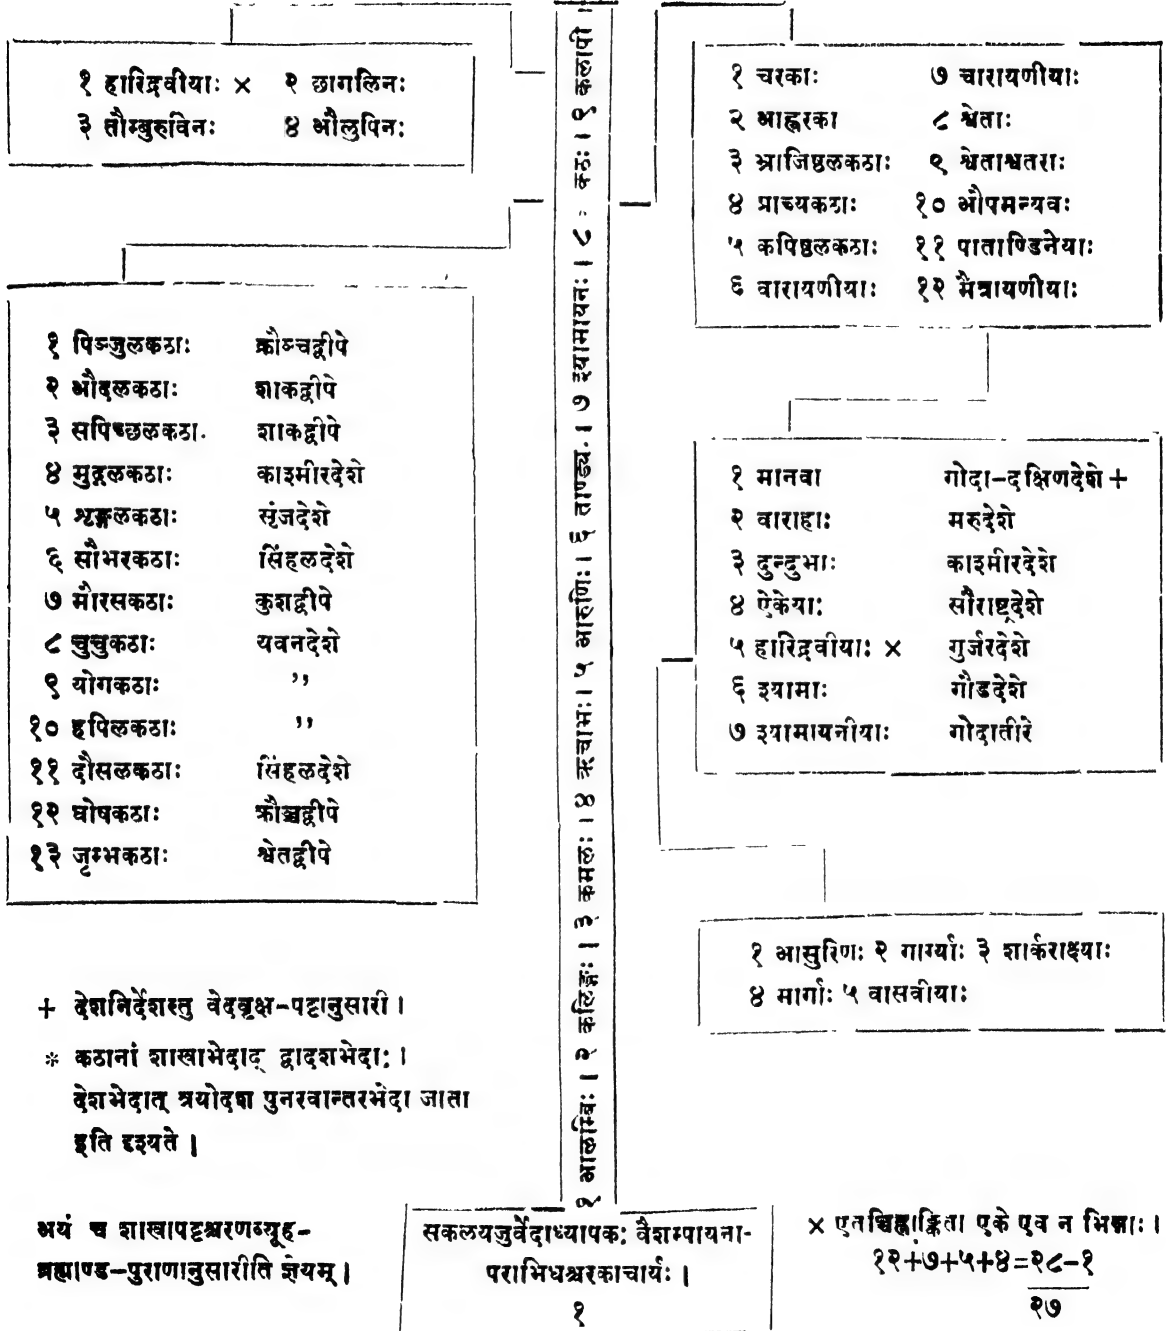 १ हारिद्रवीयाः × २ छागलिनः
३ तौम्बुरुविनः ४ औलुपिनः
१ चरकाः ७ चारायणीयाः
२ आह्वरका ८ श्वेताः
३ भ्राजिष्ठलकठाः ९ श्वेताश्वतराः
४ प्राच्यकठाः १० औपमन्यवः
५ कपिष्ठलकठाः ११ पाताण्डिनेयाः
६ वारायणीयाः १२ मैत्रायणीयाः
१ पिञ्जुलकठाः क्रौञ्चद्वीपे
२ औदलकठाः शाकद्वीपे
३ सपिच्छलकठा. शाकद्वीपे
४ मुद्गलकठाः काश्मीरदेशे
५ शृङ्गलकठाः सृंजदेशे
६ सौभरकठाः सिंहलदेशे
७ मौरसकठाः कुशद्वीपे
८ चुचुकठाः यवनदेशे
९ योगकठाः ,,
१० हपिलकठाः ,,
११ दौसलकठाः सिंहलदेशे
१२ घोषकठाः क्रौञ्चद्वीपे
१३ जृम्भकठाः श्वेतद्वीपे
१ मानवा गोदा-दक्षिणदेशे +
२ वाराहाः मरुदेशे
३ दुन्दुभाः काश्मीरदेशे
४ ऐकेयाः सौराष्ट्रदेशे
५ हारिद्रवीयाः × गुर्जरदेशे
६ श्यामाः गौडदेशे
७ श्यामायनीयाः गोदातीरे
१ आसुरिणः २ गार्ग्याः ३ शार्कराक्ष्याः
४ मार्गाः ५ वासवीयाः
१ आलम्बिः । २ कलिङ्गः । ३ कमलः । ४ ऋचाभः । ५ आरुणिः । ६ ताण्ड्य. । ७ श्यामायनः । ८ कठः । ९ कलापी ।
+ देशनिर्देशस्तु वेदवृक्ष-पट्टानुसारी ।
* कठानां शाखाभेदाद् द्वादशभेदाः ।
देशभेदात् त्रयोदश पुनरवान्तरभेदा जाता
इति दृश्यते ।
अयं च शाखापट्टश्चरणव्यूह-
ब्रह्माण्ड-पुराणानुसारीति ज्ञेयम् ।
सकलयजुर्वेदाध्यापकः वैशम्पायना-
पराभिधश्चरकाचार्यः ।
१
× एतच्चिह्नाङ्किता एके एव न भिन्नाः ।
१२+७+५+४=२८-१
२७